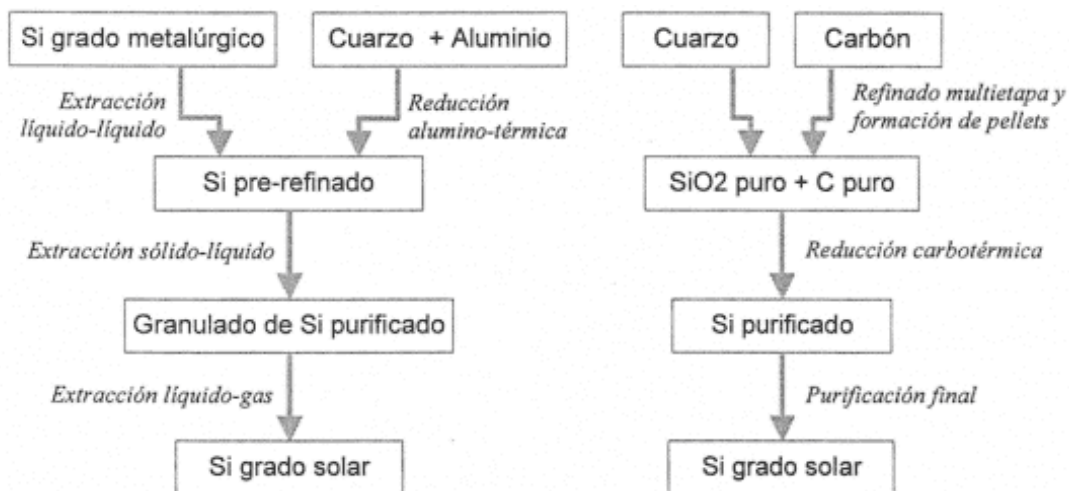 Si grado metalúrgico
Cuarzo + Aluminio
Extracción
líquido-líquido
Reducción
alumino-térmica
Si pre-refinado
Extracción sólido-líquido
Granulado de Si purificado
Extracción líquido-gas
Si grado solar
Cuarzo
Carbón
Refinado multietapa y
formación de pellets
SiO2 puro + C puro
Reducción carbotérmica
Si purificado
Purificación final
Si grado solar